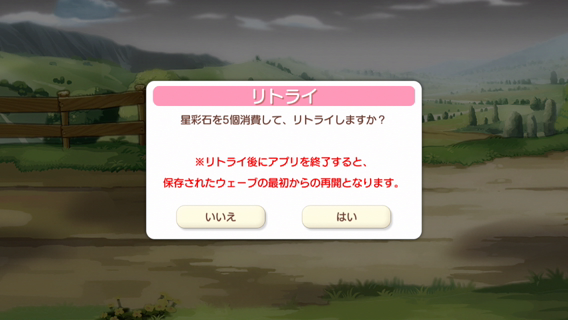 リトライ
星彩石を5個消費して、リトライしますか？
※リトライ後にアプリを終了すると、
保存されたウェーブの最初からの再開となります。
いいえ
はい